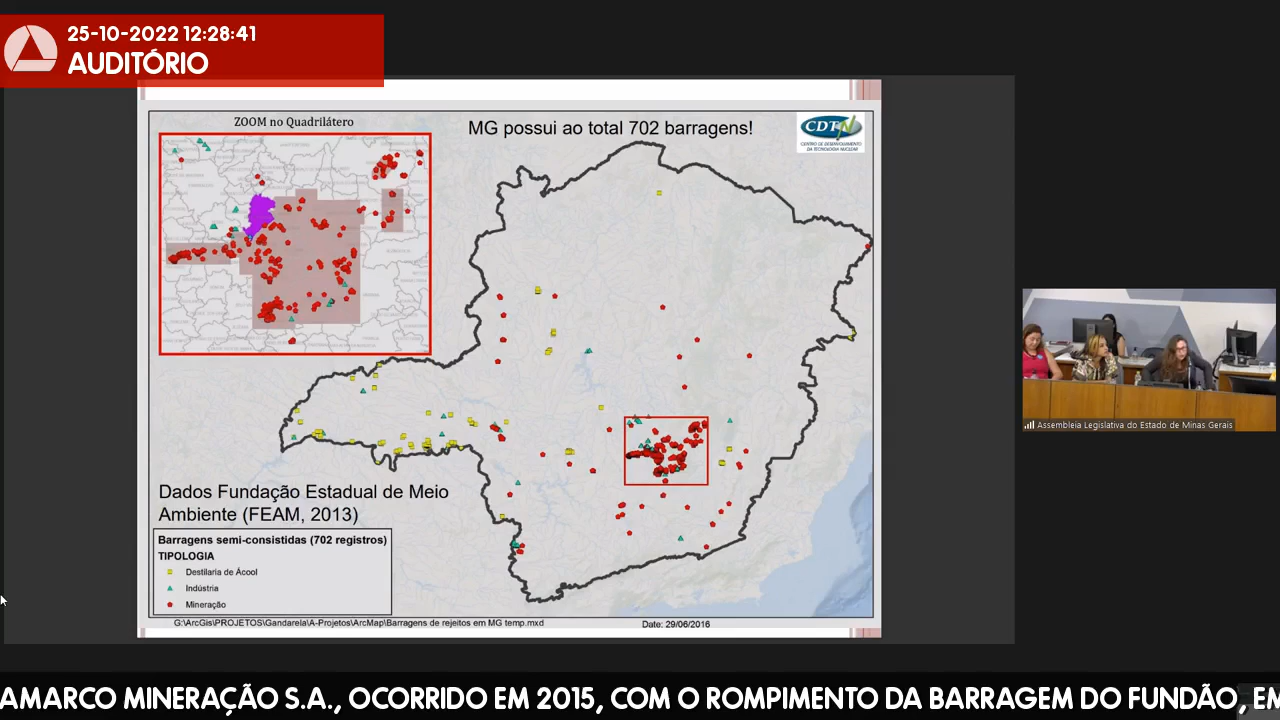 25-10-2022 12:28:41
AUDITÓRIO
ZOOM no Quadrilátero
MG possui ao total 702 barragens!
CDTN
CENTRO DE DESENVOLVIMENTO
DA TECNOLOGIA NUCLEAR
Dados Fundação Estadual de Meio
Ambiente (FEAM, 2013)
Barragens semi-consistidas (702 registros)
TIPOLOGIA
Destilaria de Ácool
Indústria
Mineração
G:\ArcGis\PROJETOS\Gandarela\A-Projetos\ArcMap\Barragens de rejeitos em MG temp.mxd
Date: 29/06/2016
Assembleia Legislativa do Estado de Minas Gerais
AMARCO MINERAÇÃO S.A., OCORRIDO EM 2015, COM O ROMPIMENTO DA BARRAGEM DO FUNDÃO, EM